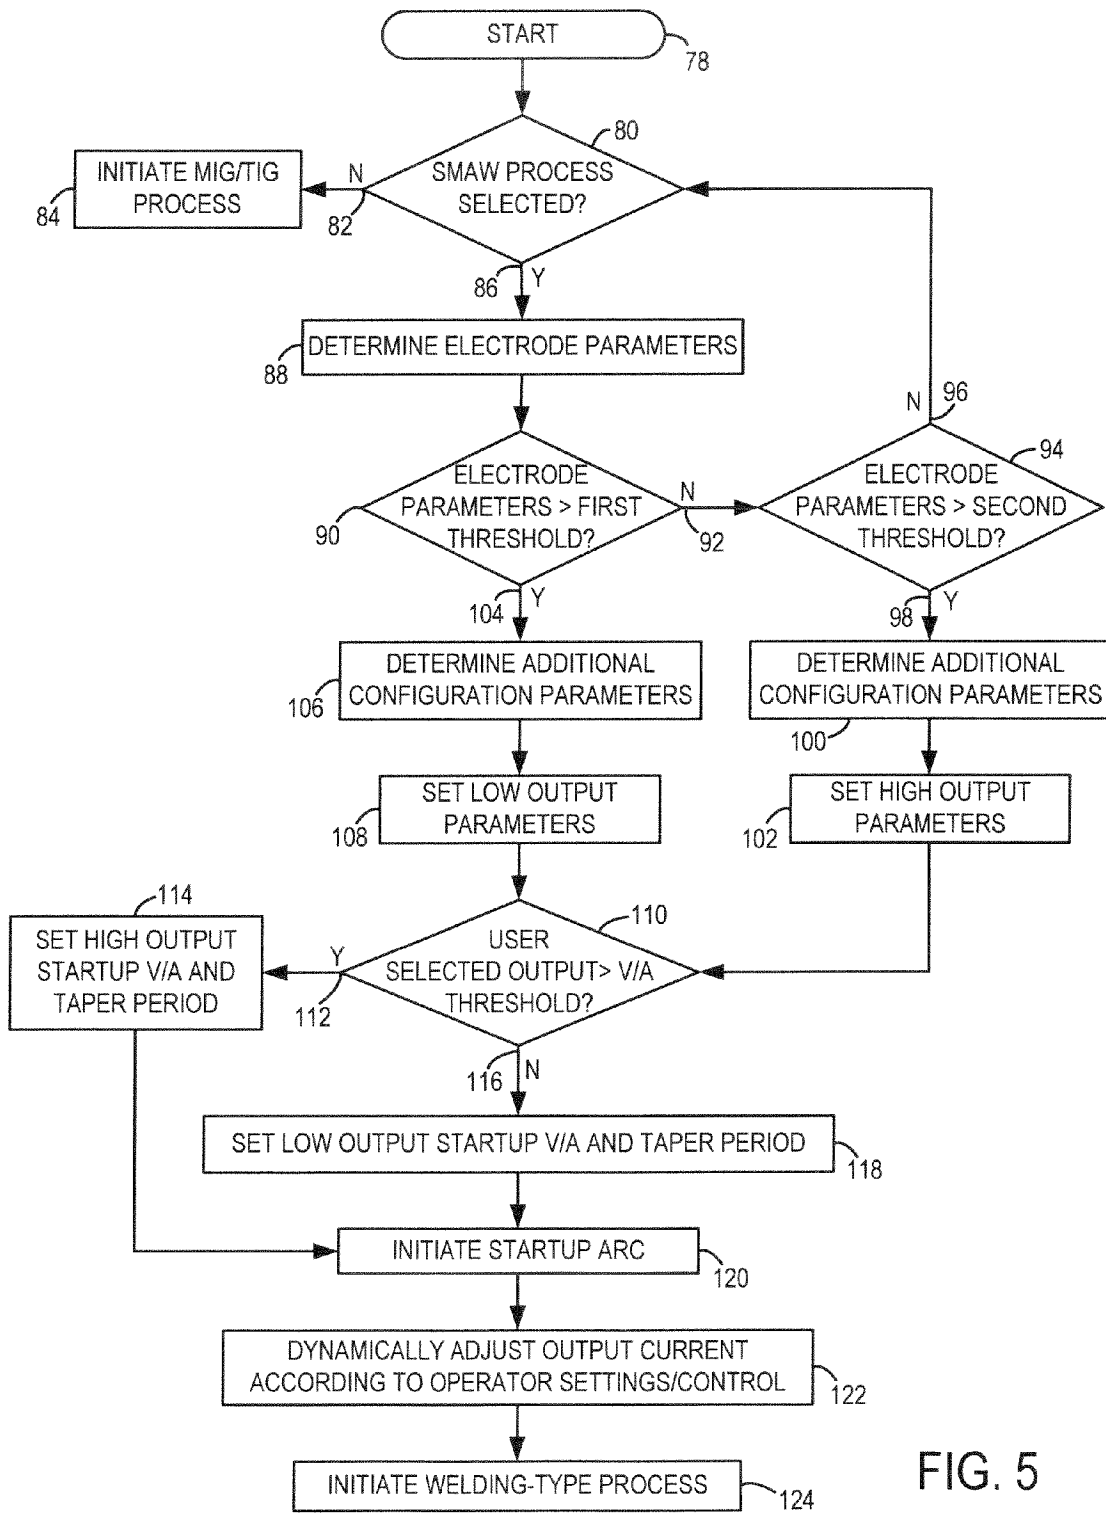 START
78
80
SMAW PROCESS
SELECTED?
N
82
INITIATE MIG/TIG
PROCESS
84
86
Y
DETERMINE ELECTRODE PARAMETERS
88
ELECTRODE
PARAMETERS > FIRST
THRESHOLD?
90
N
92
N
96
94
ELECTRODE
PARAMETERS > SECOND
THRESHOLD?
104
Y
98
Y
DETERMINE ADDITIONAL
CONFIGURATION PARAMETERS
106
DETERMINE ADDITIONAL
CONFIGURATION PARAMETERS
100
SET LOW OUTPUT
PARAMETERS
108
SET HIGH OUTPUT
PARAMETERS
102
114
SET HIGH OUTPUT
STARTUP V/A AND
TAPER PERIOD
Y
112
110
USER
SELECTED OUTPUT> V/A
THRESHOLD?
116
N
SET LOW OUTPUT STARTUP V/A AND TAPER PERIOD
118
INITIATE STARTUP ARC
120
DYNAMICALLY ADJUST OUTPUT CURRENT
ACCORDING TO OPERATOR SETTINGS/CONTROL
122
INITIATE WELDING-TYPE PROCESS
124
FIG. 5